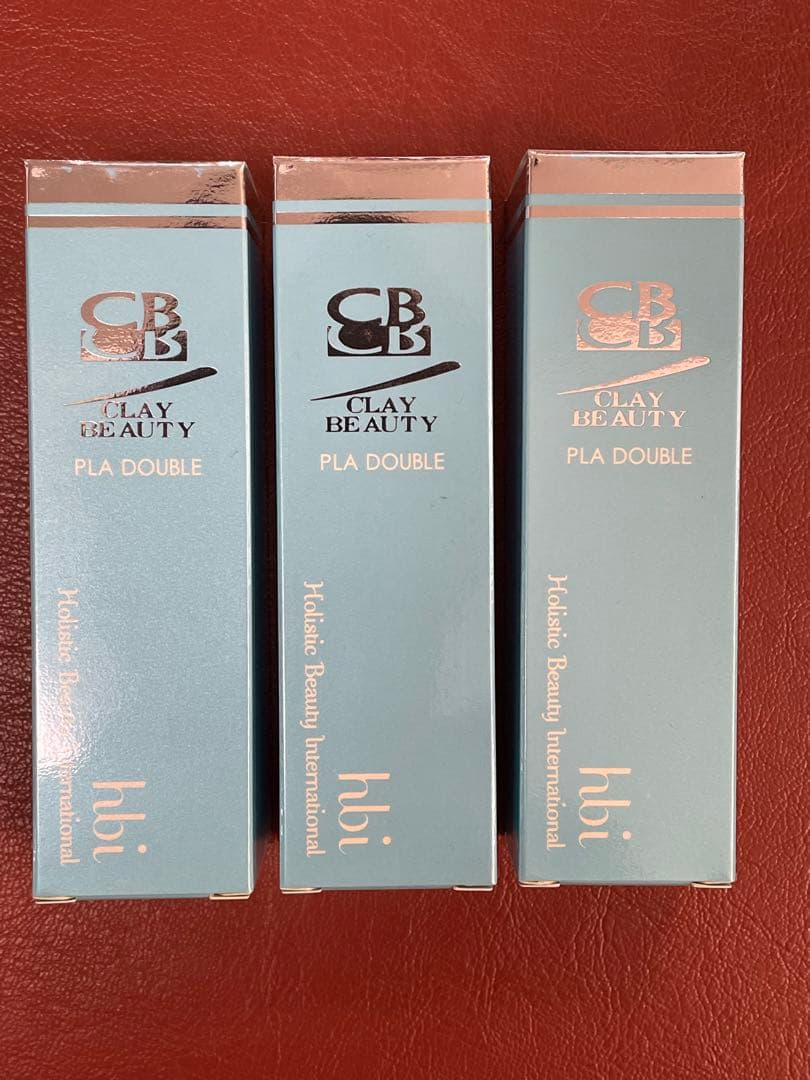 CB
CLAY
BEAUTY
PLA DOUBLE
Holistic Beauty International
hbi
CB
CLAY
BEAUTY
PLA DOUBLE
Holistic Beauty International
hbi
CB
CLAY
BEAUTY
PLA DOUBLE
Holistic Beauty International
hbi